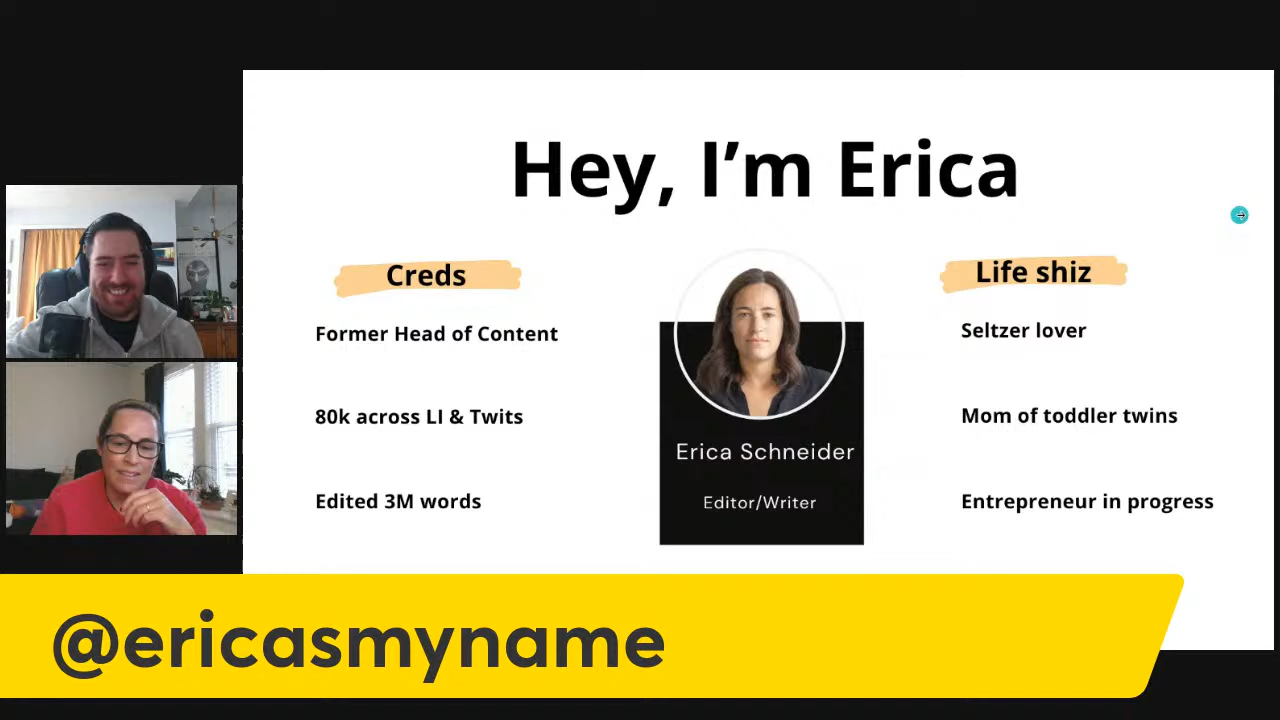 Hey, I’m Erica
Creds
Former Head of Content
80k across LI & Twits
Edited 3M words
Erica Schneider
Editor/Writer
Life shiz
Seltzer lover
Mom of toddler twins
Entrepreneur in progress
@ericasmyname